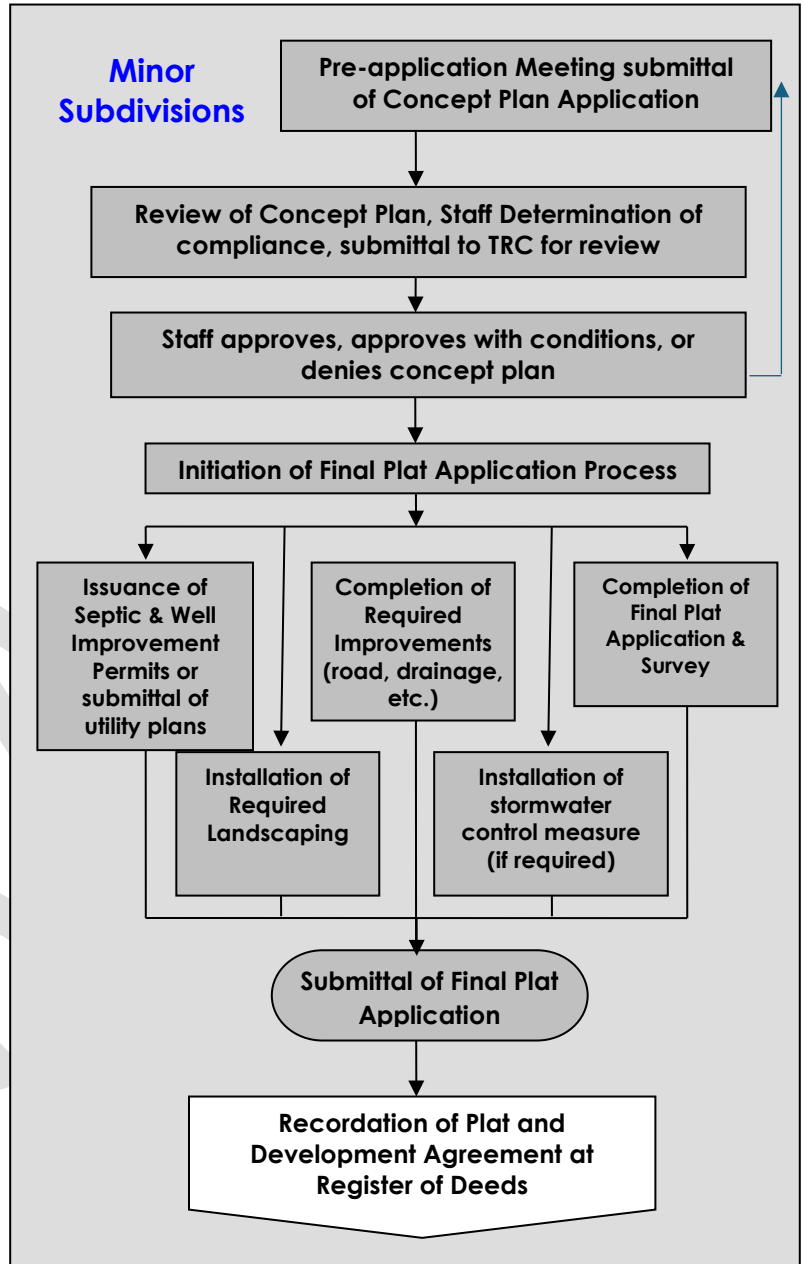 Minor
Subdivisions
Pre-application Meeting submittal
of Concept Plan Application
Review of Concept Plan, Staff Determination of
compliance, submittal to TRC for review
Staff approves, approves with conditions, or
denies concept plan
Initiation of Final Plat Application Process
Issuance of
Septic & Well
Improvement
Permits or
submittal of
utility plans
Completion of
Required
Improvements
(road, drainage,
etc.)
Completion of
Final Plat
Application &
Survey
Installation of
Required
Landscaping
Installation of
stormwater
control measure
(if required)
Submittal of Final Plat
Application
Recordation of Plat and
Development Agreement at
Register of Deeds